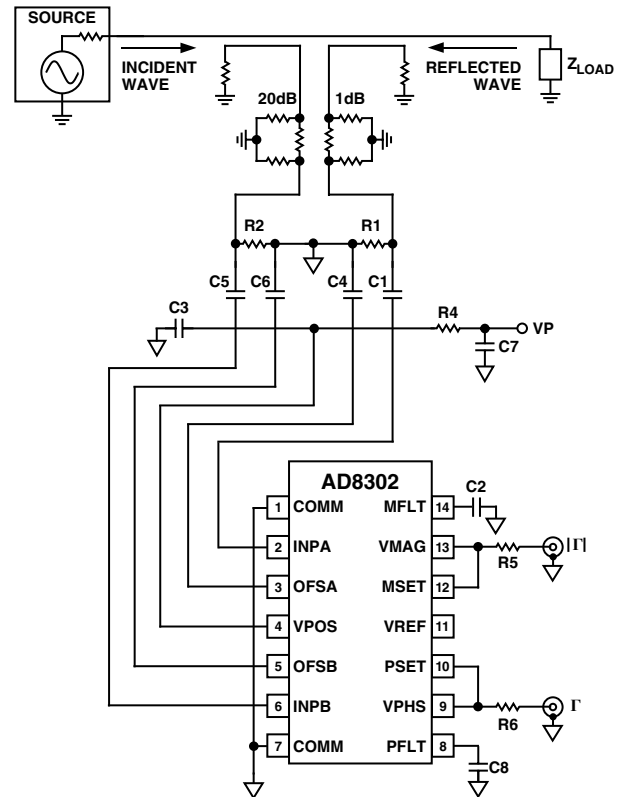 SOURCE
INCIDENT
WAVE
REFLECTED
WAVE
ZLOAD
20dB
1dB
R2
R1
C5
C6
C4
C1
C3
R4
VP
C7
AD8302
1 COMM
MFLT 14
C2
2 INPA
VMAG 13
R5
|Γ|
3 OFSA
MSET 12
4 VPOS
VREF 11
5 OFSB
PSET 10
6 INPB
VPHS 9
R6
Γ
7 COMM
PFLT 8
C8